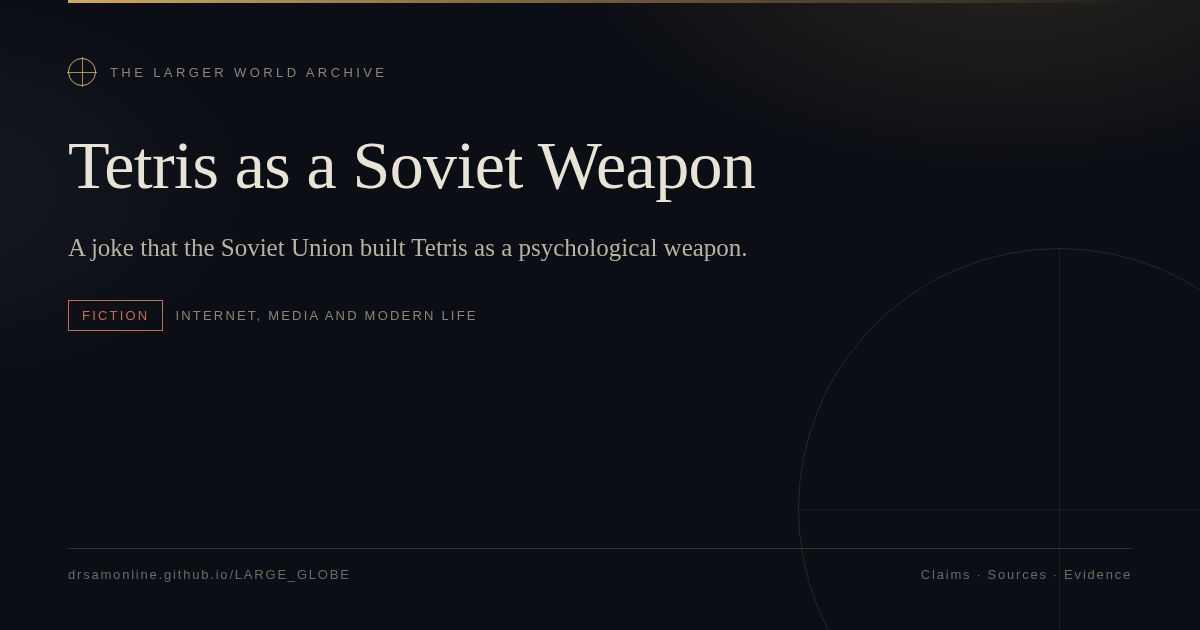 THE LARGER WORLD ARCHIVE
Tetris as a Soviet Weapon
A joke that the Soviet Union built Tetris as a psychological weapon.
FICTION INTERNET, MEDIA AND MODERN LIFE
drsamonline.github.io/LARGE_GLOBE Claims · Sources · Evidence